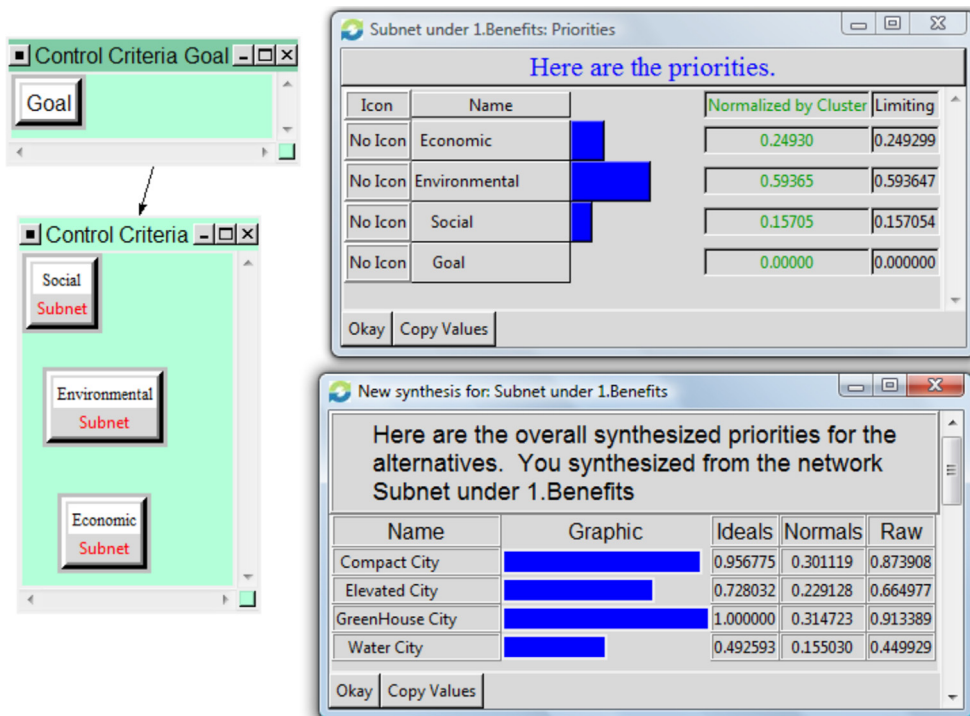 Control Criteria Goal
Goal
Control Criteria
Social
Subnet
Environmental
Subnet
Economic
Subnet
Subnet under 1.Benefits: Priorities
Here are the priorities.
Icon Name Normalized by Cluster Limiting
No Icon Economic 0.24930 0.249299
No Icon Environmental 0.59365 0.593647
No Icon Social 0.15705 0.157054
No Icon Goal 0.00000 0.000000
Okay Copy Values
New synthesis for: Subnet under 1.Benefits
Here are the overall synthesized priorities for the
alternatives. You synthesized from the network
Subnet under 1.Benefits
Name Graphic Ideals Normals Raw
Compact City 0.956775 0.301119 0.873908
Elevated City 0.728032 0.229128 0.664977
GreenHouse City 1.000000 0.314723 0.913389
Water City 0.492593 0.155030 0.449929
Okay Copy Values